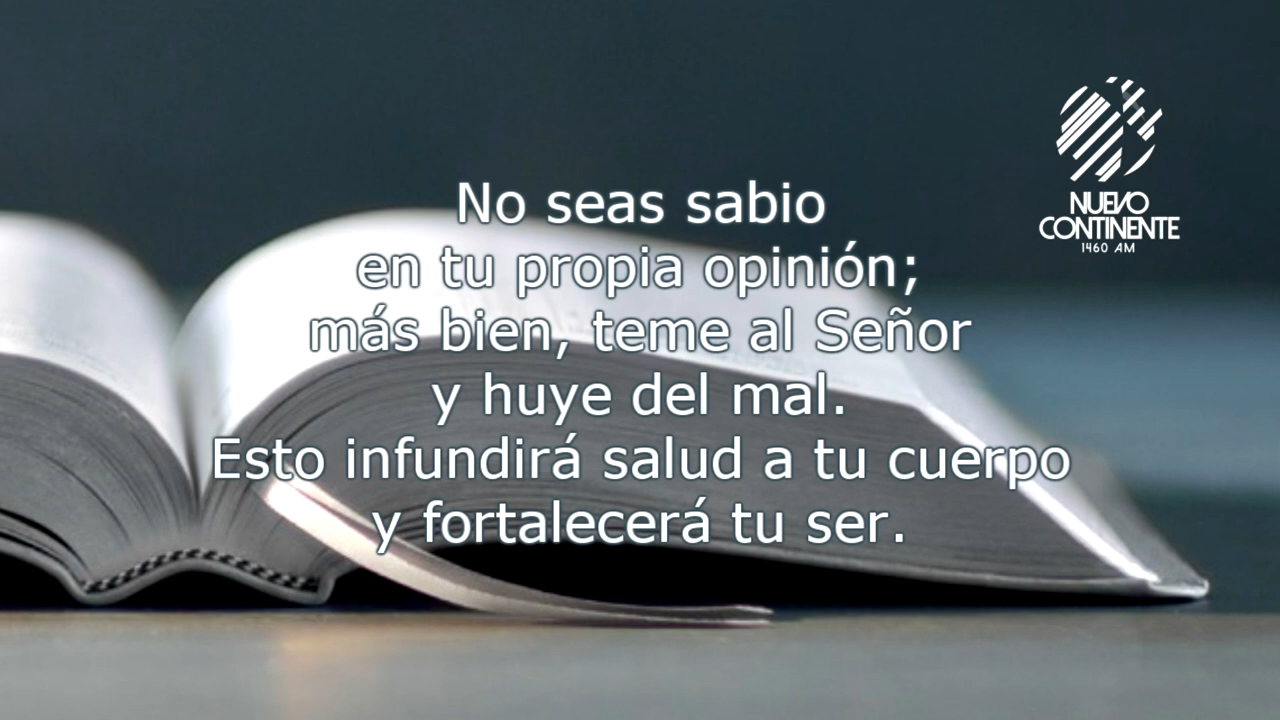 No seas sabio
en tu propia opinión;
más bien, teme al Señor
y huye del mal.
Esto infundirá salud a tu cuerpo
y fortalecerá tu ser.
NUEVO
CONTINENTE
1460 AM